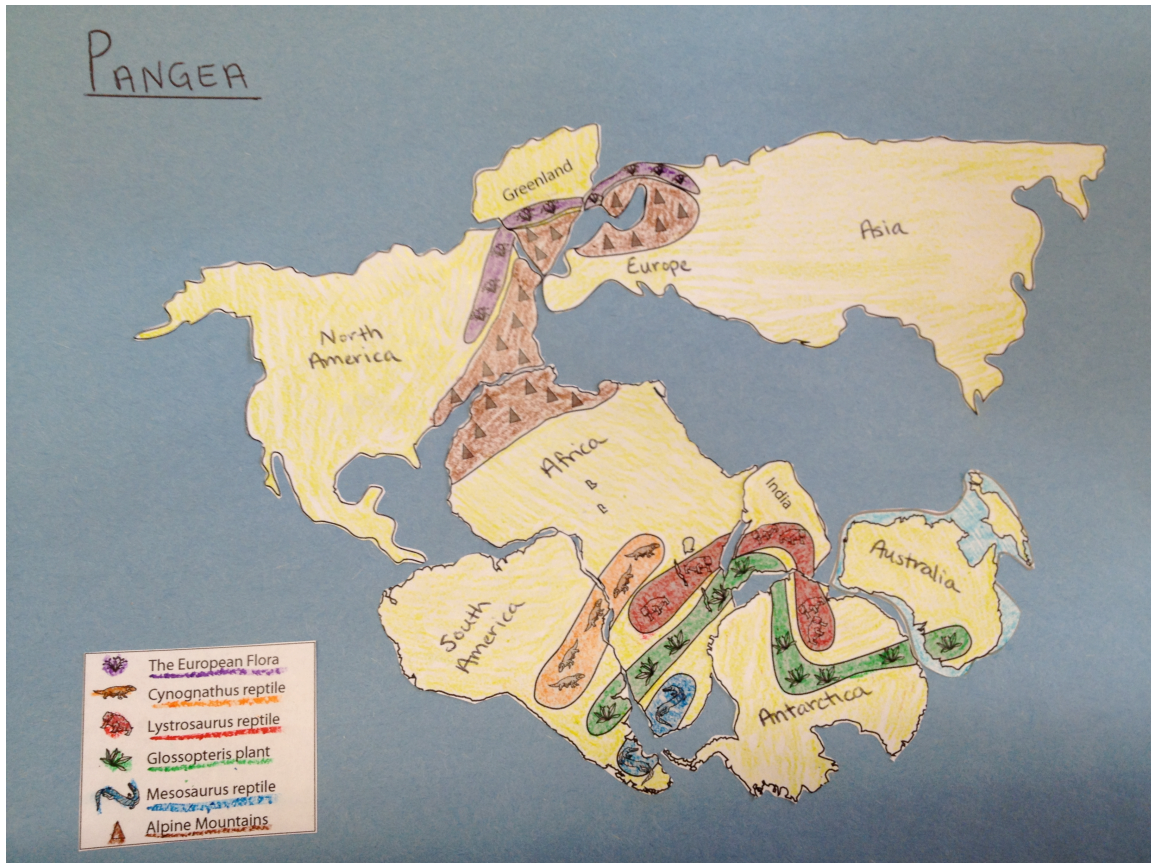 PANGEA
Greenland
Asia
Europe
North
America
Africa
India
Australia
South
America
Antarctica
The European Flora
Cynognathus reptile
Lystrosaurus reptile
Glossopteris plant
Mesosaurus reptile
Alpine Mountains